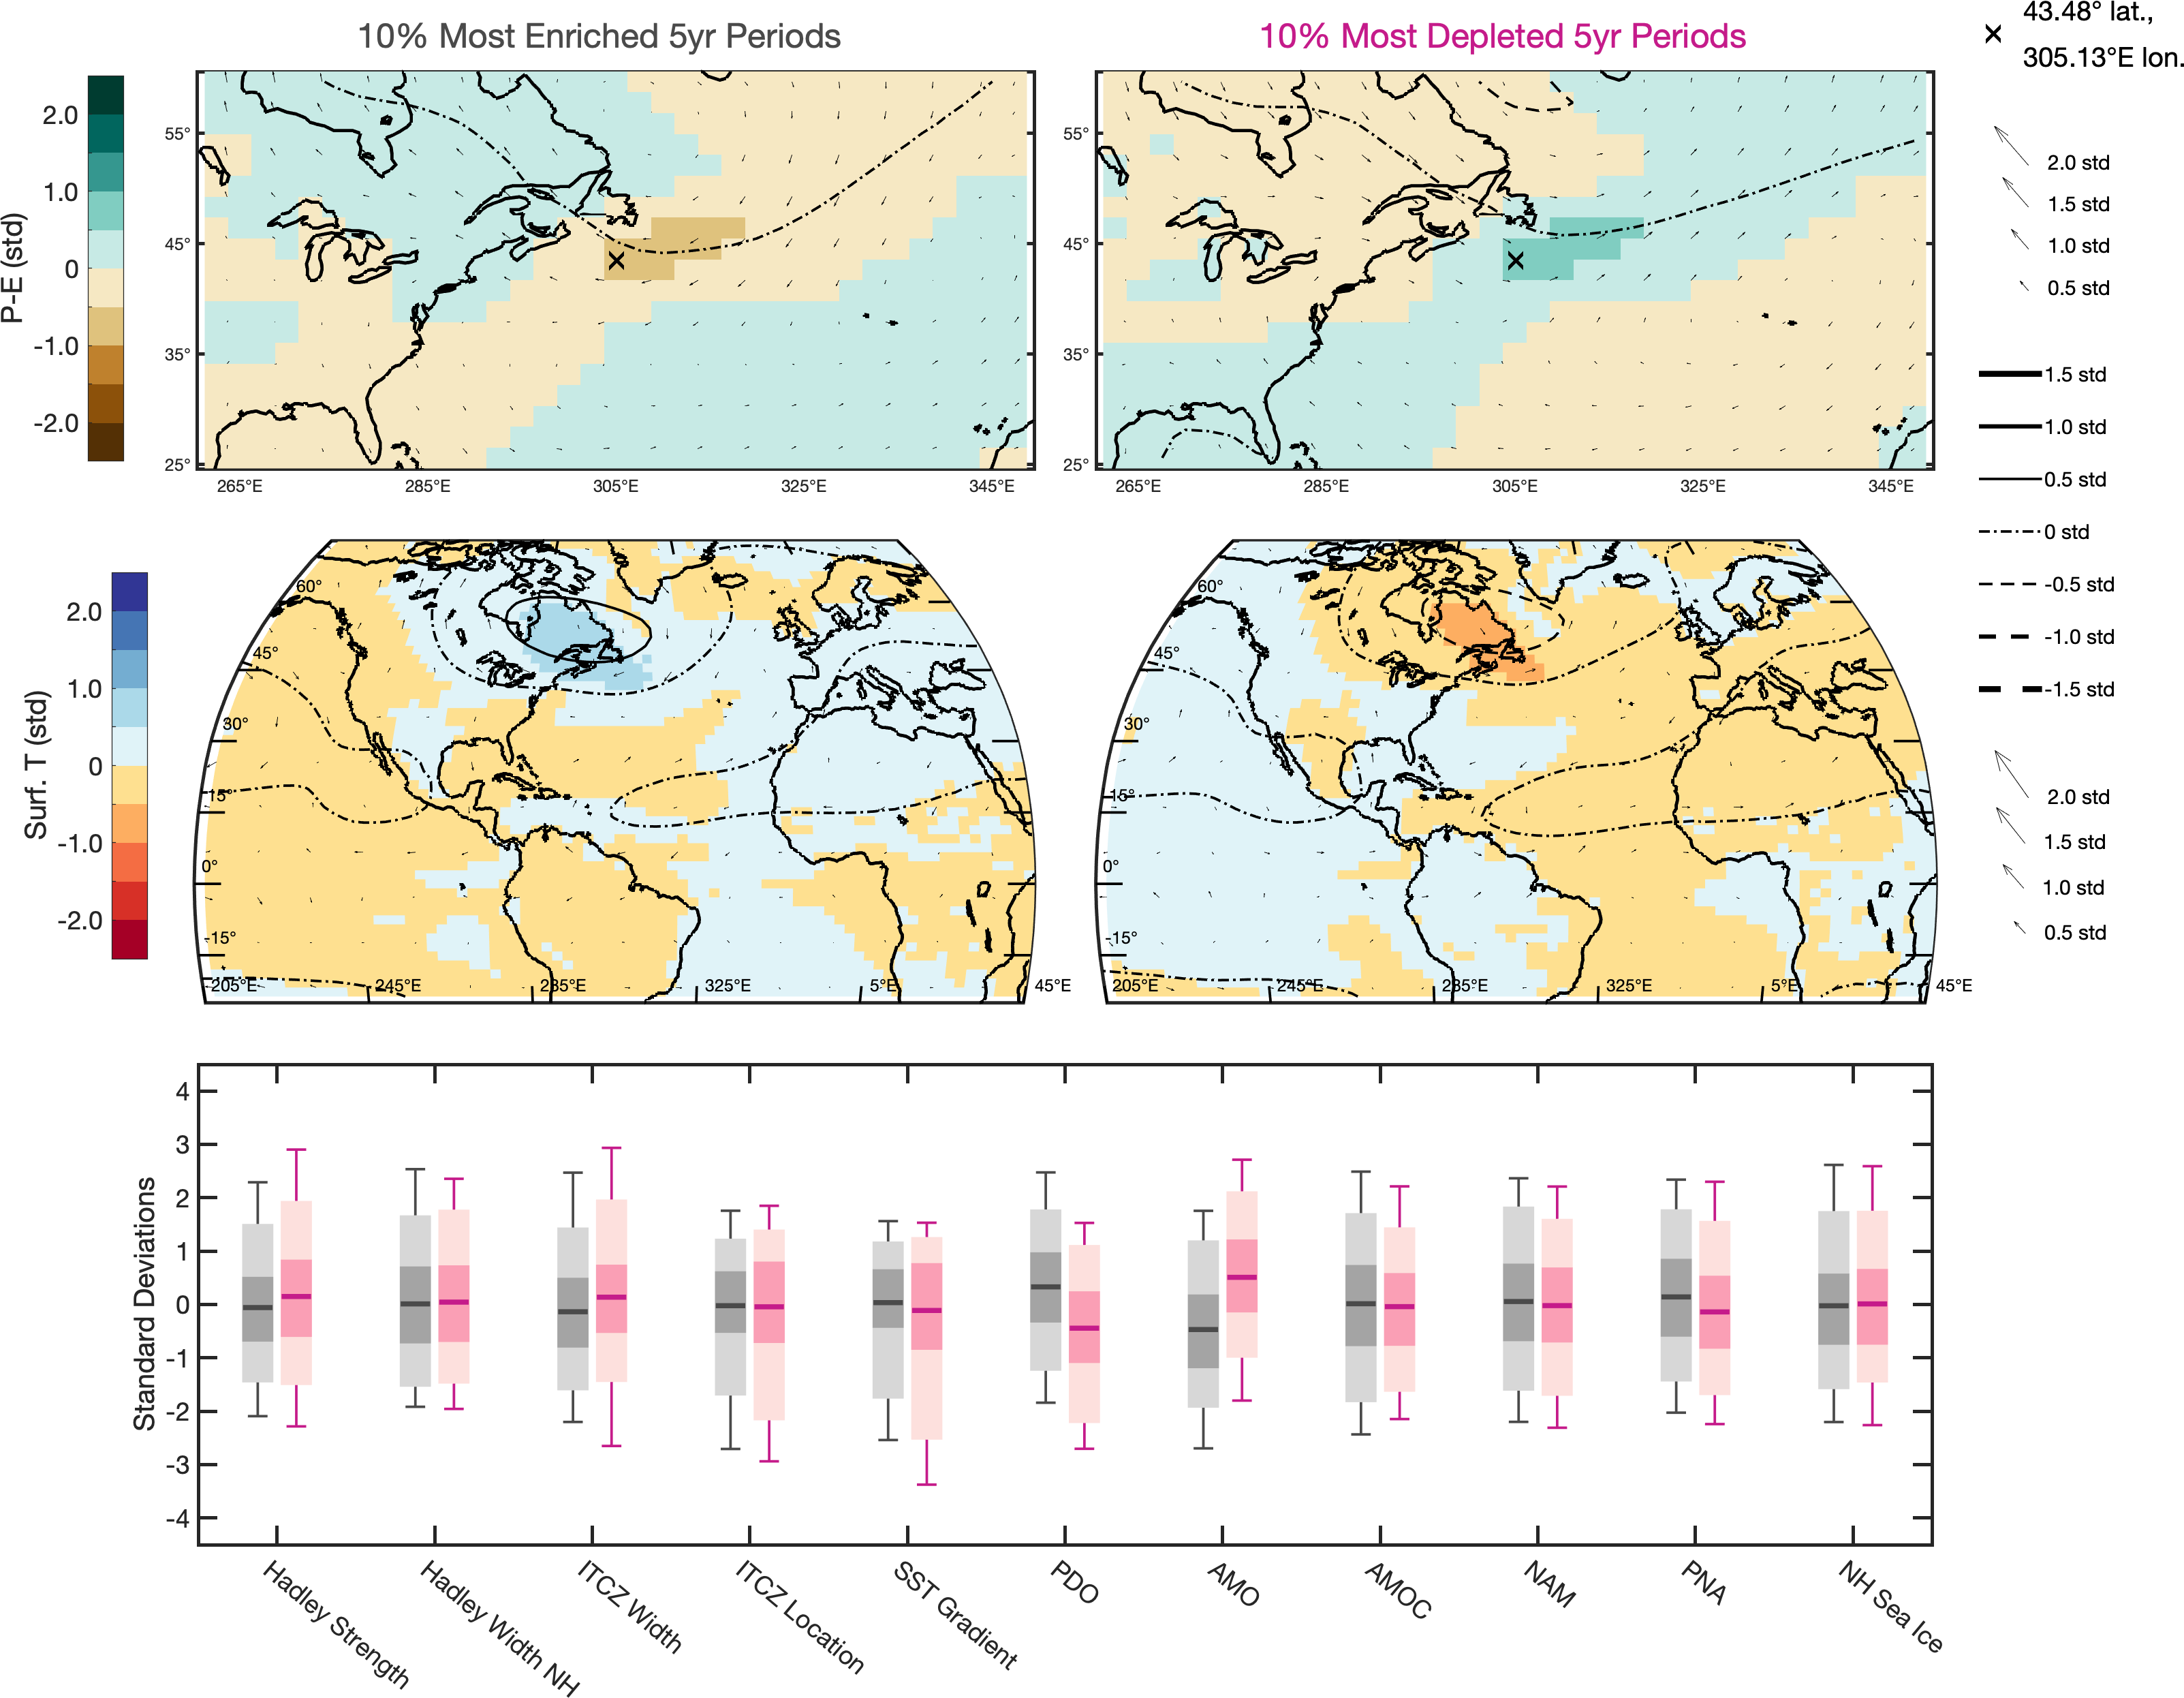 10% Most Enriched 5yr Periods
10% Most Depleted 5yr Periods
43.48° lat.,
305.13°E lon.
P-E (std)
2.0
1.0
0
-1.0
-2.0
55°
45°
35°
25°
265°E
285°E
305°E
325°E
345°E
55°
45°
35°
25°
265°E
285°E
305°E
325°E
345°E
2.0 std
1.5 std
1.0 std
0.5 std
1.5 std
1.0 std
0.5 std
0 std
-0.5 std
-1.0 std
-1.5 std
Surf. T (std)
2.0
1.0
0
-1.0
-2.0
60°
45°
30°
15°
0°
-15°
205°E
245°E
285°E
325°E
5°E
45°E
60°
45°
30°
15°
0°
-15°
205°E
245°E
285°E
325°E
5°E
45°E
2.0 std
1.5 std
1.0 std
0.5 std
Standard Deviations
4
3
2
1
0
-1
-2
-3
-4
Hadley Strength
Hadley Width NH
ITCZ Width
ITCZ Location
SST Gradient
PDO
AMO
AMOC
NAM
PNA
NH Sea Ice